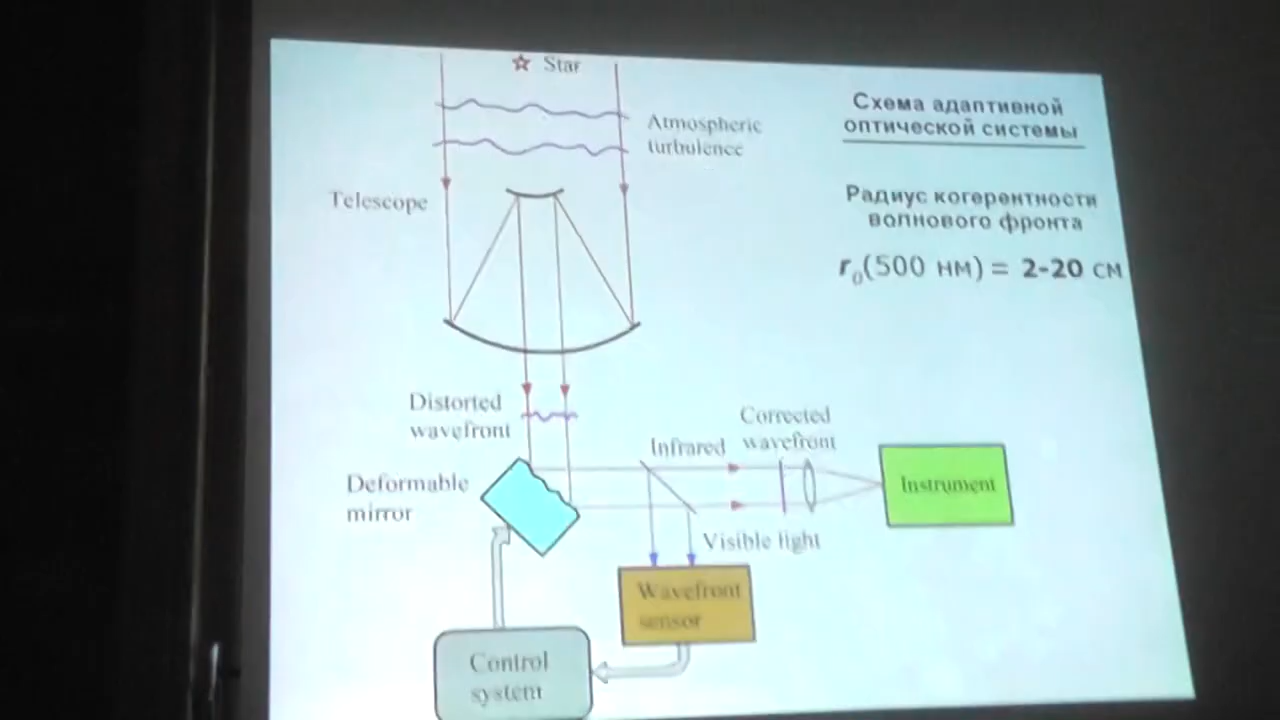 Star
Схема адаптивной
оптической системы
Atmospheric
turbulence
Радиус когерентности
волнового фронта
Telescope
r₀(500 нм) = 2-20 см
Distorted
wavefront
Corrected
wavefront
Infrared
Deformable
mirror
Instrument
Visible light
Wavefront
sensor
Control
system